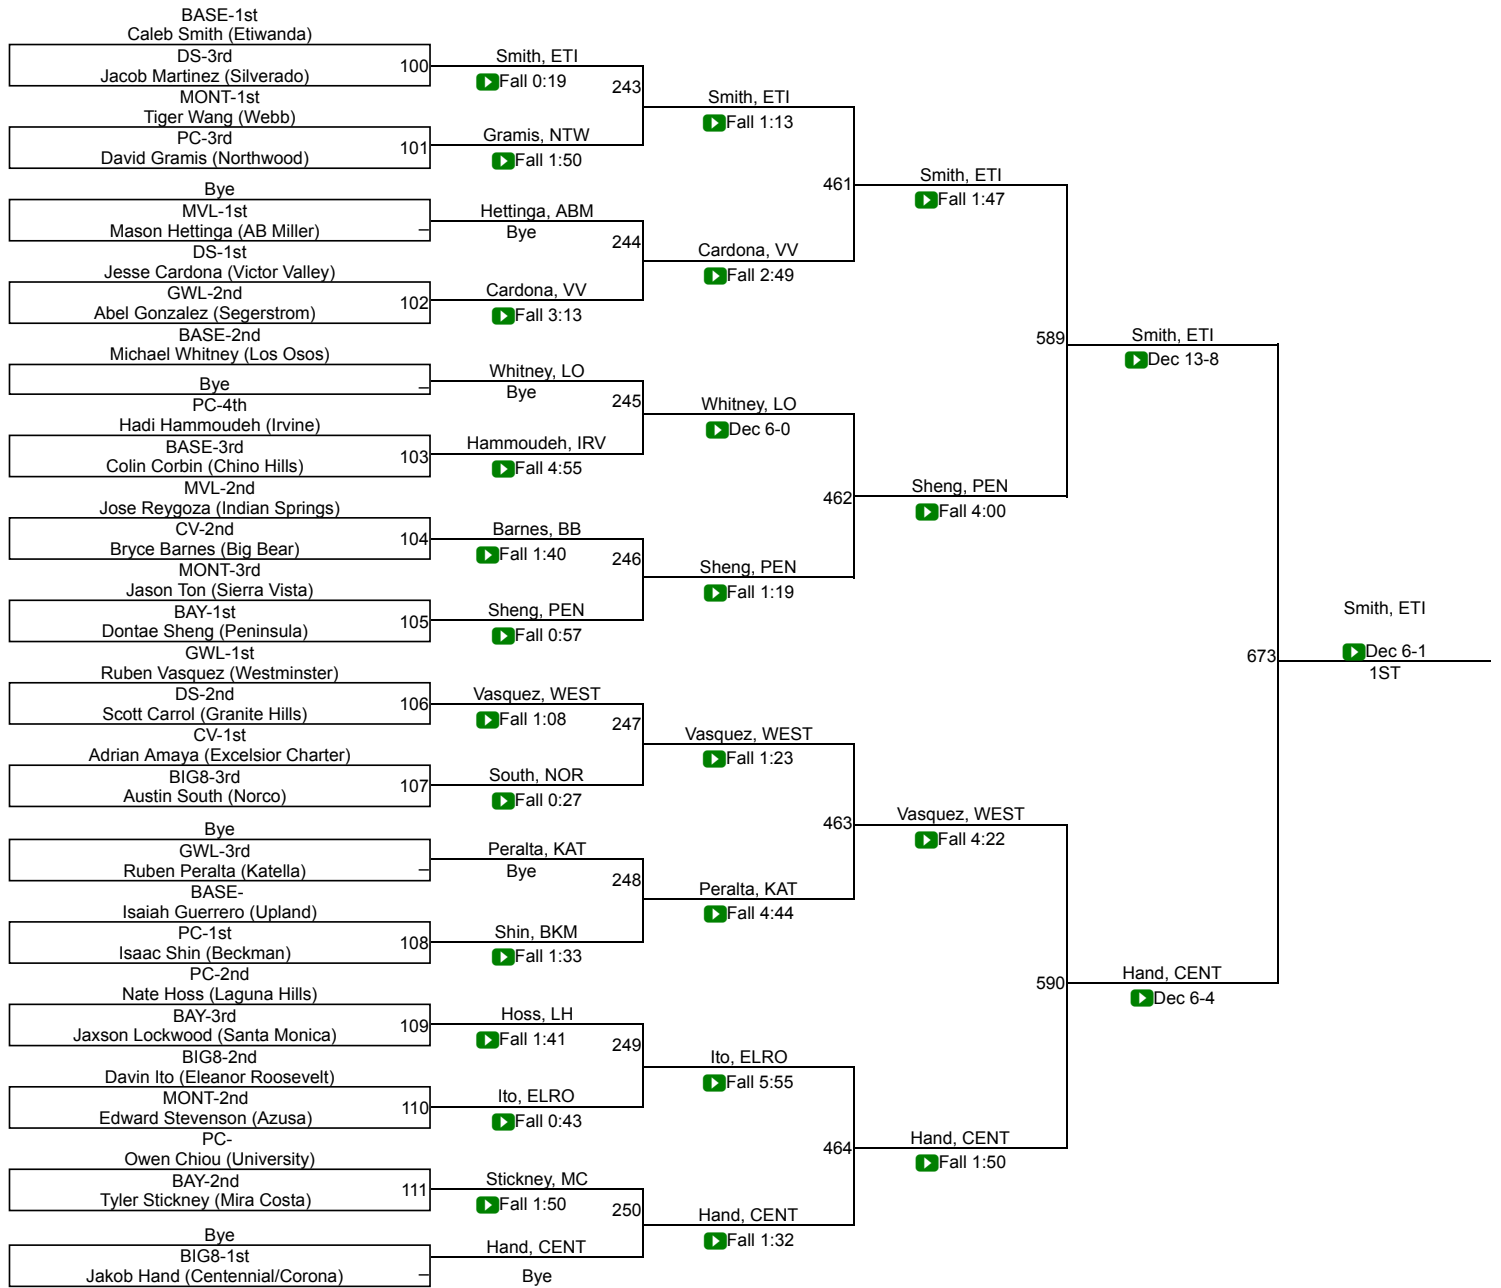 BASE-1st
Caleb Smith (Etiwanda)
DS-3rd
Jacob Martinez (Silverado)
100
MONT-1st
Tiger Wang (Webb)
PC-3rd
David Gramis (Northwood)
101
Bye
MVL-1st
Mason Hettinga (AB Miller)
DS-1st
Jesse Cardona (Victor Valley)
GWL-2nd
Abel Gonzalez (Segerstrom)
102
BASE-2nd
Michael Whitney (Los Osos)
Bye
PC-4th
Hadi Hammoudeh (Irvine)
BASE-3rd
Colin Corbin (Chino Hills)
103
MVL-2nd
Jose Reygoza (Indian Springs)
CV-2nd
Bryce Barnes (Big Bear)
104
MONT-3rd
Jason Ton (Sierra Vista)
BAY-1st
Dontae Sheng (Peninsula)
105
GWL-1st
Ruben Vasquez (Westminster)
DS-2nd
Scott Carrol (Granite Hills)
106
CV-1st
Adrian Amaya (Excelsior Charter)
BIG8-3rd
Austin South (Norco)
107
Bye
GWL-3rd
Ruben Peralta (Katella)
BASE-
Isaiah Guerrero (Upland)
PC-1st
Isaac Shin (Beckman)
108
PC-2nd
Nate Hoss (Laguna Hills)
BAY-3rd
Jaxson Lockwood (Santa Monica)
109
BIG8-2nd
Davin Ito (Eleanor Roosevelt)
MONT-2nd
Edward Stevenson (Azusa)
110
PC-
Owen Chiou (University)
BAY-2nd
Tyler Stickney (Mira Costa)
111
Bye
BIG8-1st
Jakob Hand (Centennial/Corona)
Smith, ETI
Fall 0:19
243
Gramis, NTW
Fall 1:50
Hettinga, ABM
Bye
244
Cardona, VV
Fall 3:13
Whitney, LO
Bye
245
Hammoudeh, IRV
Fall 4:55
Barnes, BB
Fall 1:40
246
Sheng, PEN
Fall 0:57
Vasquez, WEST
Fall 1:08
247
South, NOR
Fall 0:27
Peralta, KAT
Bye
248
Shin, BKM
Fall 1:33
Hoss, LH
Fall 1:41
249
Ito, ELRO
Fall 0:43
Stickney, MC
Fall 1:50
250
Hand, CENT
Bye
Smith, ETI
Fall 1:13
461
Cardona, VV
Fall 2:49
Whitney, LO
Dec 6-0
462
Sheng, PEN
Fall 1:19
Vasquez, WEST
Fall 1:23
463
Peralta, KAT
Fall 4:44
Ito, ELRO
Fall 5:55
464
Hand, CENT
Fall 1:32
Smith, ETI
Fall 1:47
589
Sheng, PEN
Fall 4:00
Vasquez, WEST
Fall 4:22
590
Hand, CENT
Fall 1:50
Smith, ETI
Dec 13-8
673
Hand, CENT
Dec 6-4
Smith, ETI
Dec 6-1
1ST